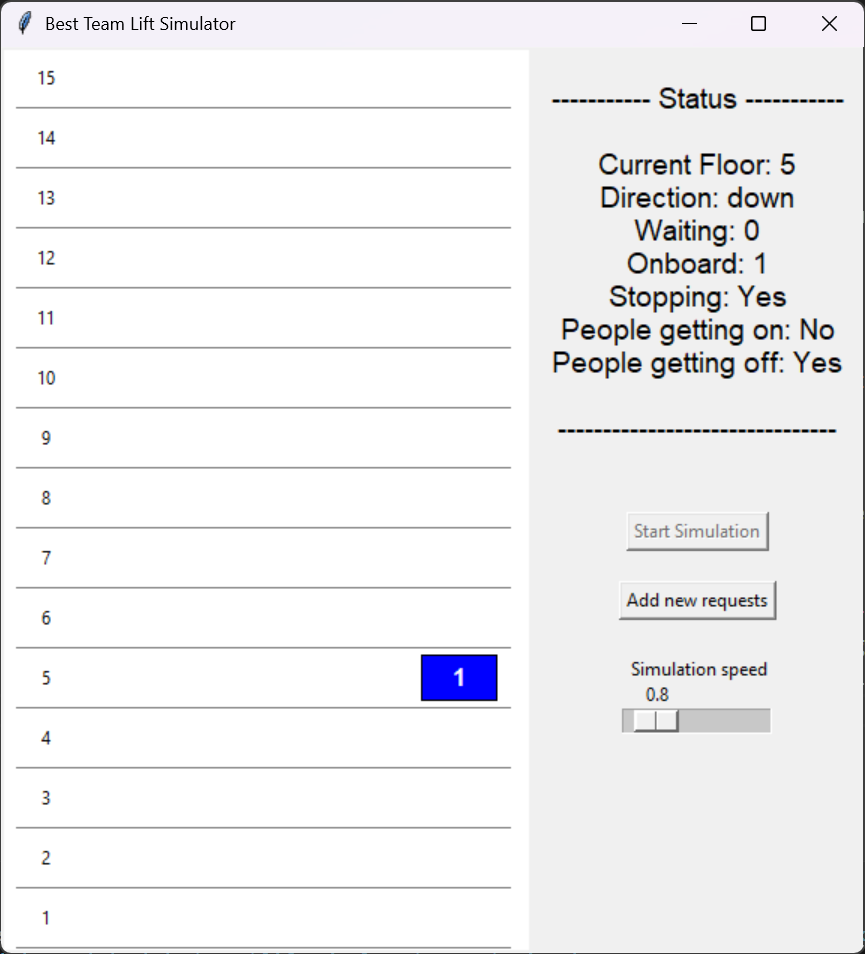 Best Team Lift Simulator
15
14
13
12
11
10
9
8
7
6
5
1
4
3
2
1
----------- Status -----------
Current Floor: 5
Direction: down
Waiting: 0
Onboard: 1
Stopping: Yes
People getting on: No
People getting off: Yes
-------------------------------
Start Simulation
Add new requests
Simulation speed
0.8